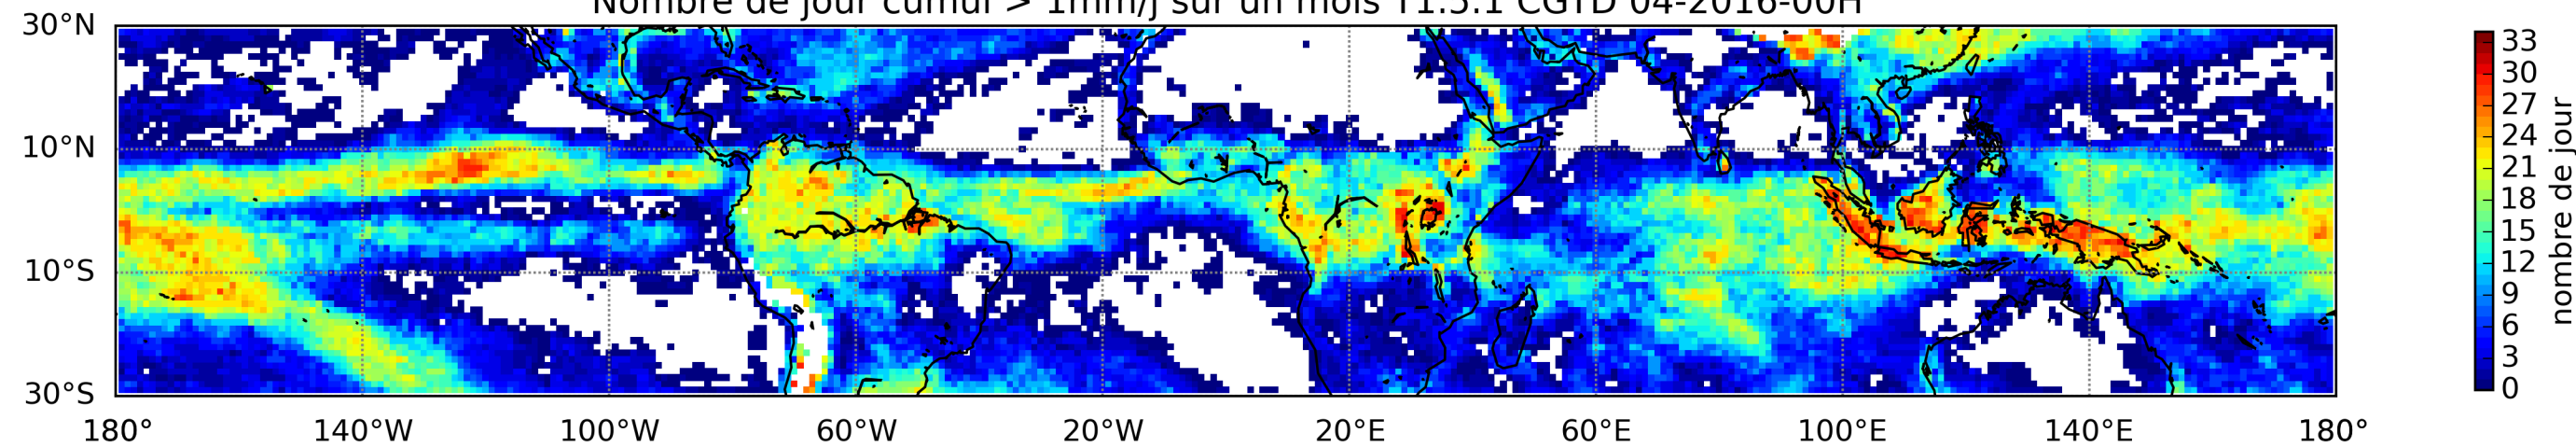 Nombre de jour cumul > 1mm/j sur un mois T1.5.1 CGTD 04-2016-00H
30°N
10°N
10°S
30°S
180° 140°W 100°W 60°W 20°W 20°E 60°E 100°E 140°E 180°
33
30
27
24
21
18
15
12
9
6
3
0
nombre de jour